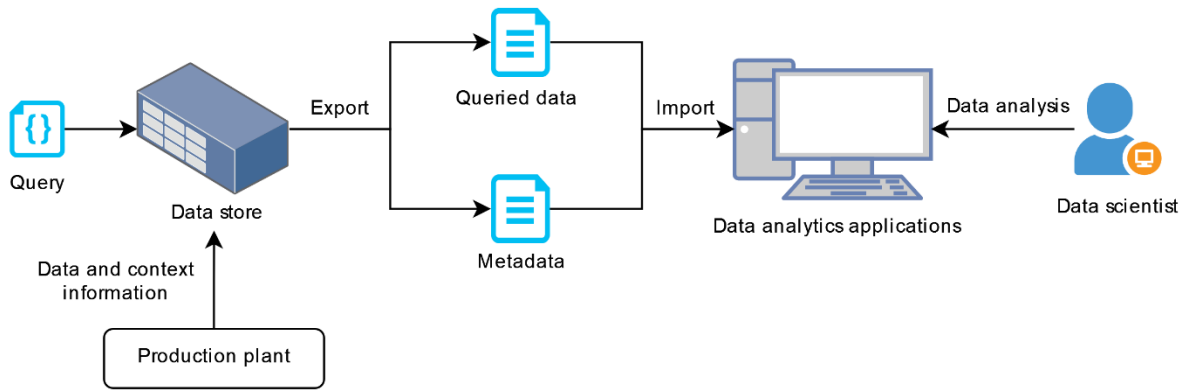 {}
Query
Data store
Data and context
information
Production plant
Export
Queried data
Metadata
Import
Data analytics applications
Data analysis
Data scientist